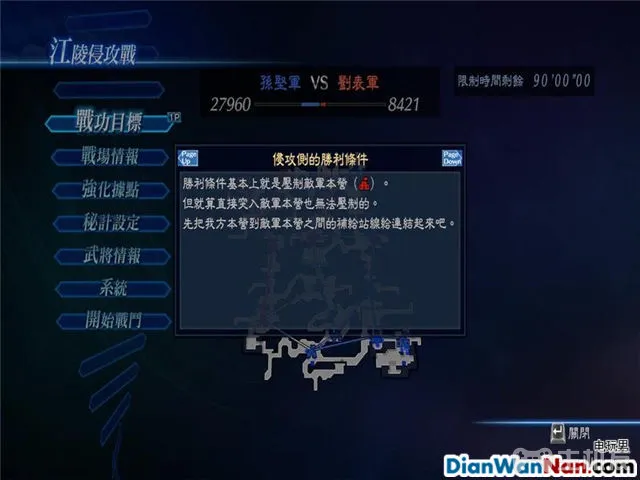 江陵侵攻戰
孫堅軍 VS 劉表軍
27960 8421
限制時間剩餘 90'00"00
戰功目標 TP
戰場情報
強化據點
秘計設定
武將情報
系統
開始戰鬥
Page Up
侵攻側的勝利條件
Page Down
勝利條件基本上就是壓制敵軍本營( )。
但就算直接突入敵軍本營也無法壓制的。
先把我方本營到敵軍本營之間的補給站線給連結起來吧。
關閉
电玩男
DianWanNan.com